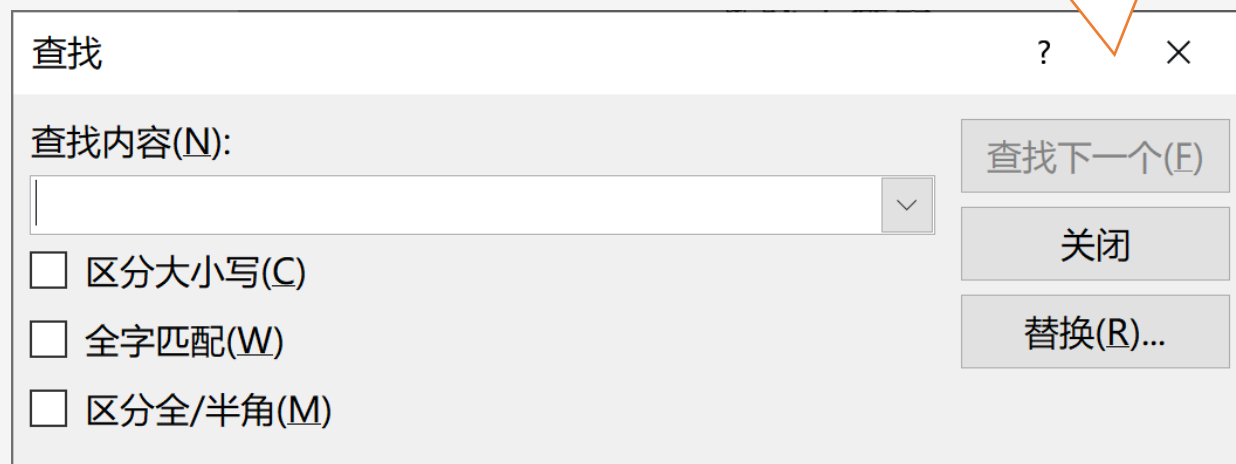 查找
?
查找内容(N):
查找下一个(F)
关闭
区分大小写(C)
替换(R)...
全字匹配(W)
区分全/半角(M)